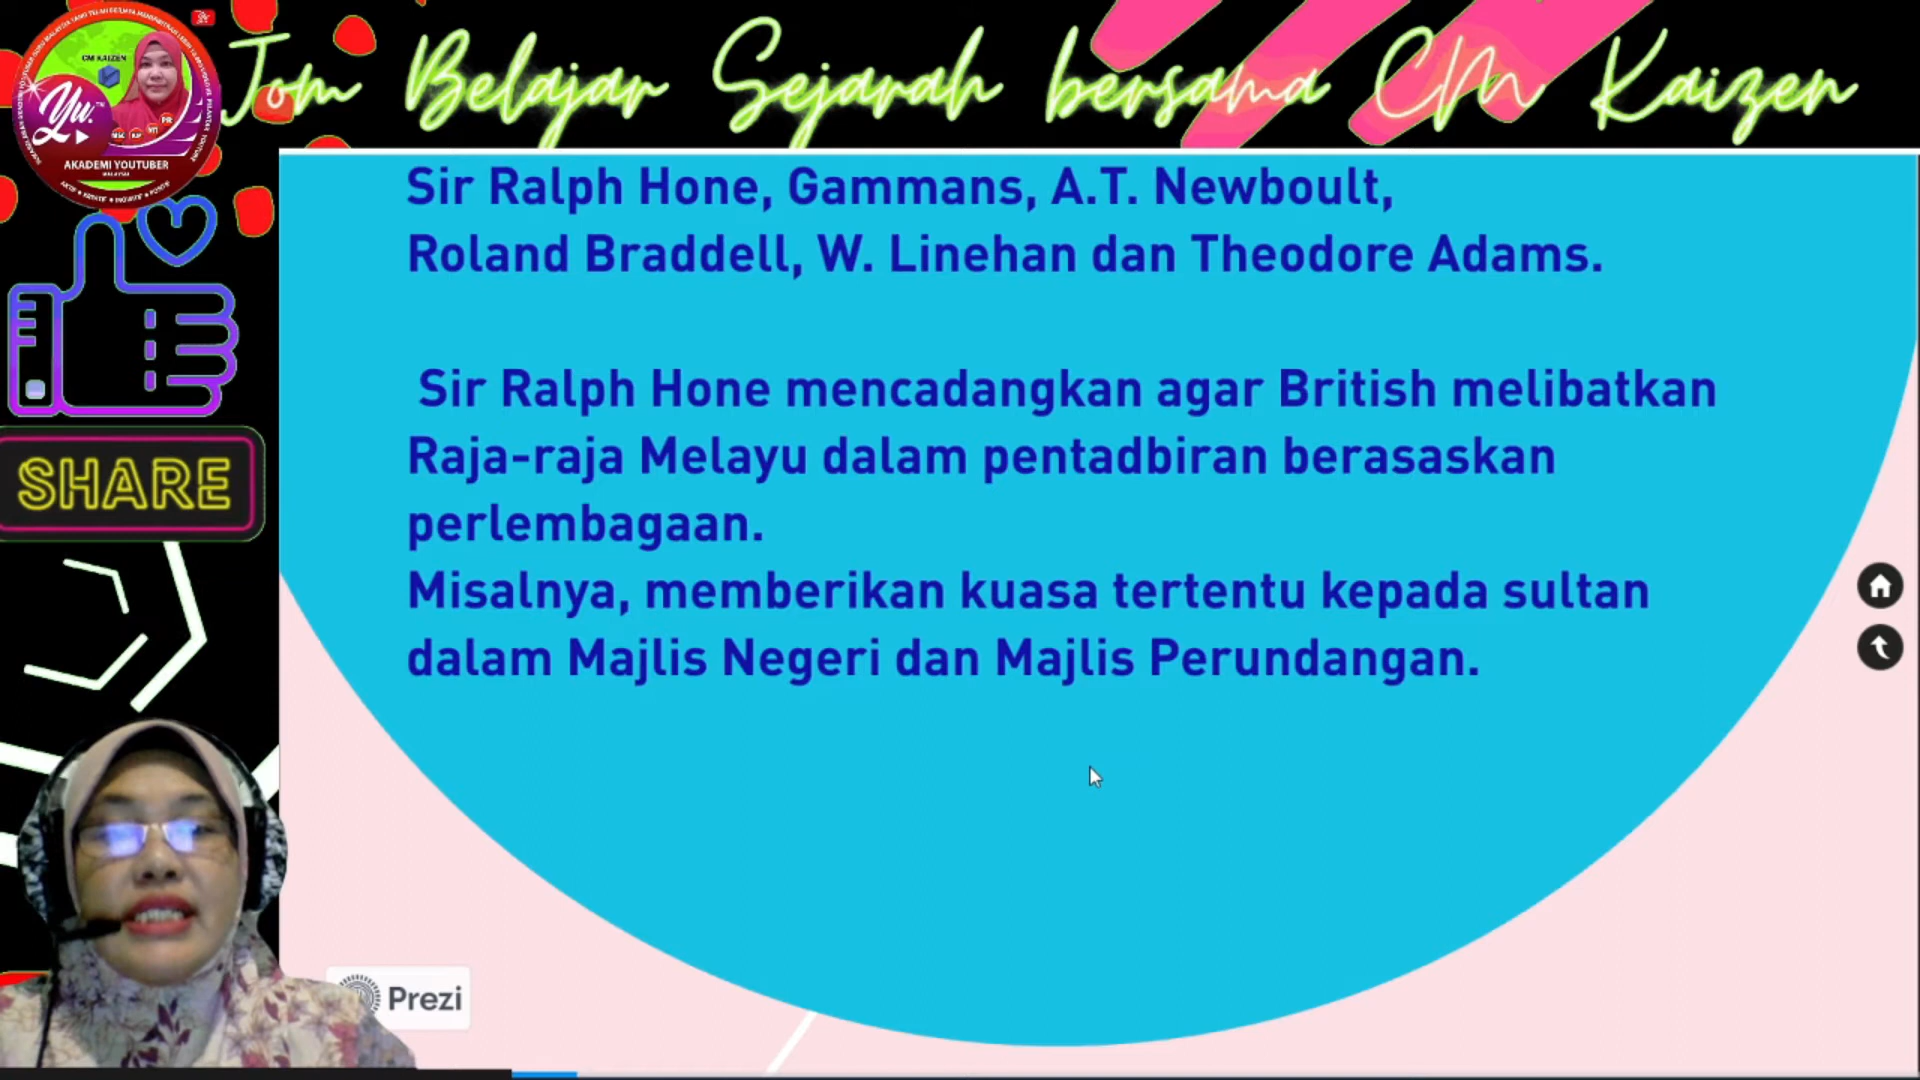 Jom Belajar Sejarah bersama CM Kaizen
CM KAIZEN
Yu.
AKADEMI YOUTUBER
MALAYSIA
SHARE
Sir Ralph Hone, Gammans, A.T. Newboult,
Roland Braddell, W. Linehan dan Theodore Adams.
Sir Ralph Hone mencadangkan agar British melibatkan
Raja-raja Melayu dalam pentadbiran berasaskan
perlembagaan.
Misalnya, memberikan kuasa tertentu kepada sultan
dalam Majlis Negeri dan Majlis Perundangan.
Prezi